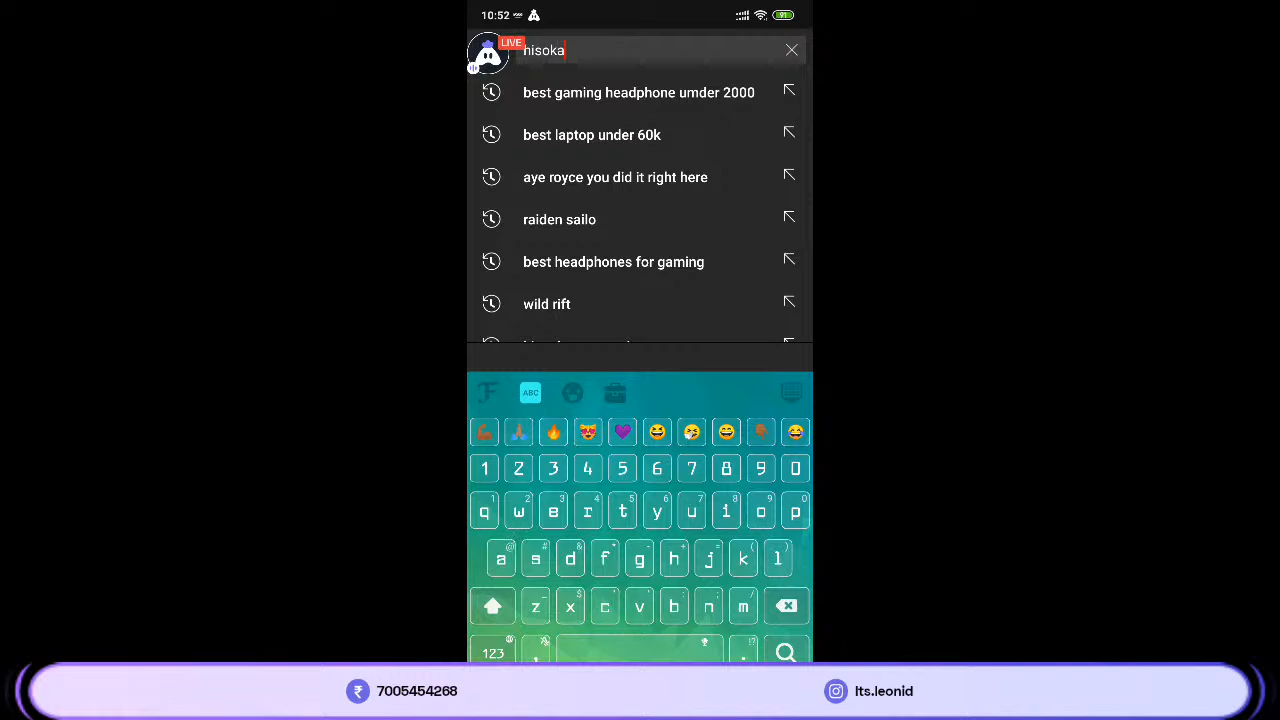 10:52
91
LIVE
hisoka
best gaming headphone umder 2000
best laptop under 60k
aye royce you did it right here
raiden sailo
best headphones for gaming
wild rift
ABC
1 2 3 4 5 6 7 8 9 0
q w e r t y u i o p
a s d f g h j k l
z x c v b n m
123 , .
₹ 7005454268
Its.leonid